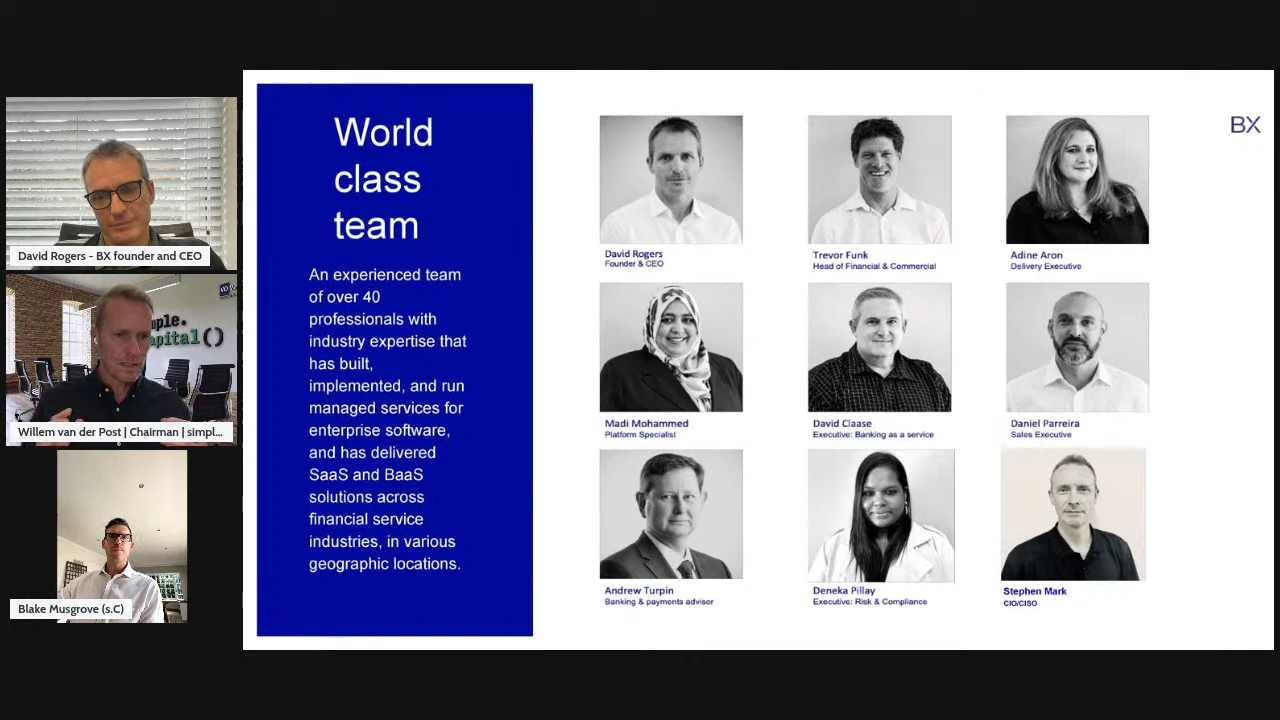 David Rogers - BX founder and CEO
Willem van der Post | Chairman | simpl...
Blake Musgrove (s.C)
World
class
team
An experienced team
of over 40
professionals with
industry expertise that
has built,
implemented, and run
managed services for
enterprise software,
and has delivered
SaaS and BaaS
solutions across
financial service
industries, in various
geographic locations.
BX
David Rogers
Founder & CEO
Trevor Funk
Head of Financial & Commercial
Adine Aron
Delivery Executive
Madi Mohammed
Platform Specialist
David Claase
Executive: Banking as a service
Daniel Parreira
Sales Executive
Andrew Turpin
Banking & payments advisor
Deneka Pillay
Executive: Risk & Compliance
Stephen Mark
CIO/CISO